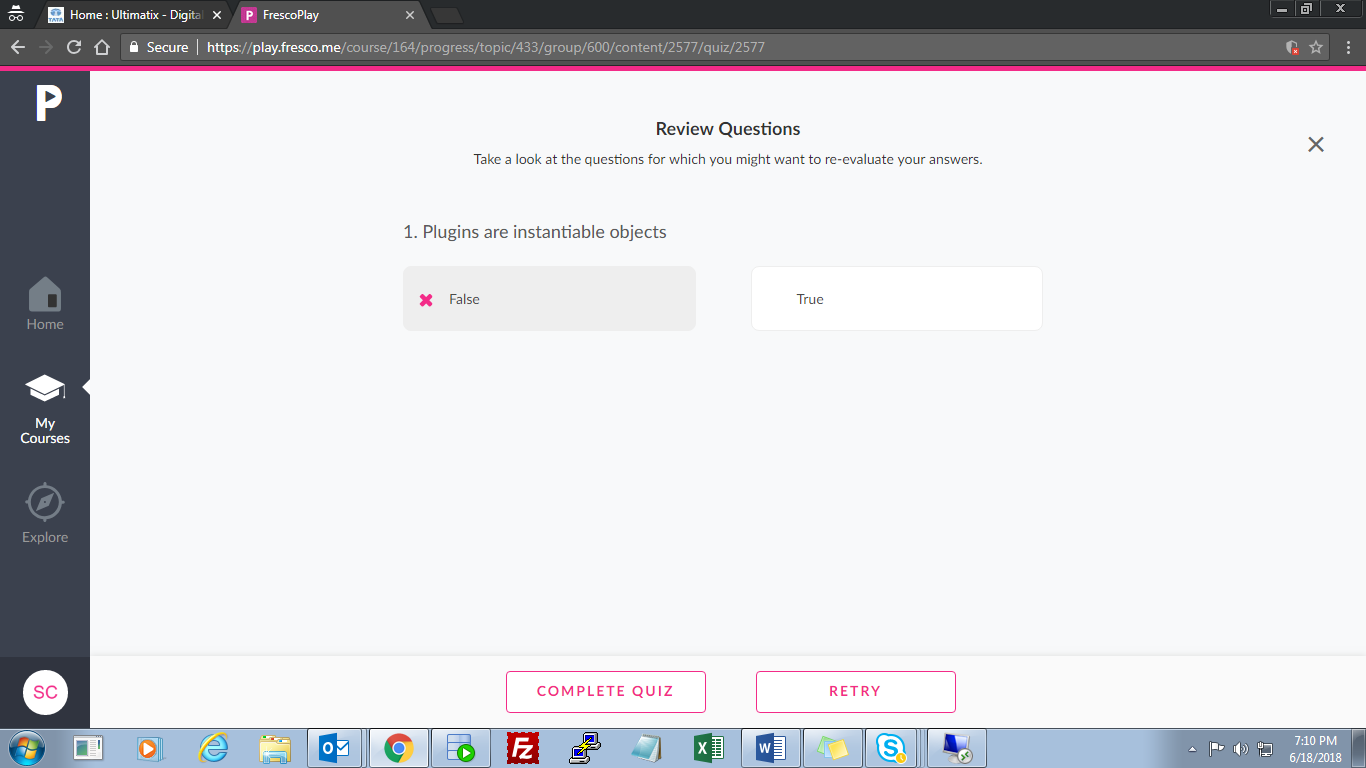 Home : Ultimatix - Digital
FrescoPlay
Secure
https://play.fresco.me/course/164/progress/topic/433/group/600/content/2577/quiz/2577
P
Review Questions
Take a look at the questions for which you might want to re-evaluate your answers.
1. Plugins are instantiable objects
False
True
Home
My
Courses
Explore
SC
COMPLETE QUIZ
RETRY
7:10 PM
6/18/2018